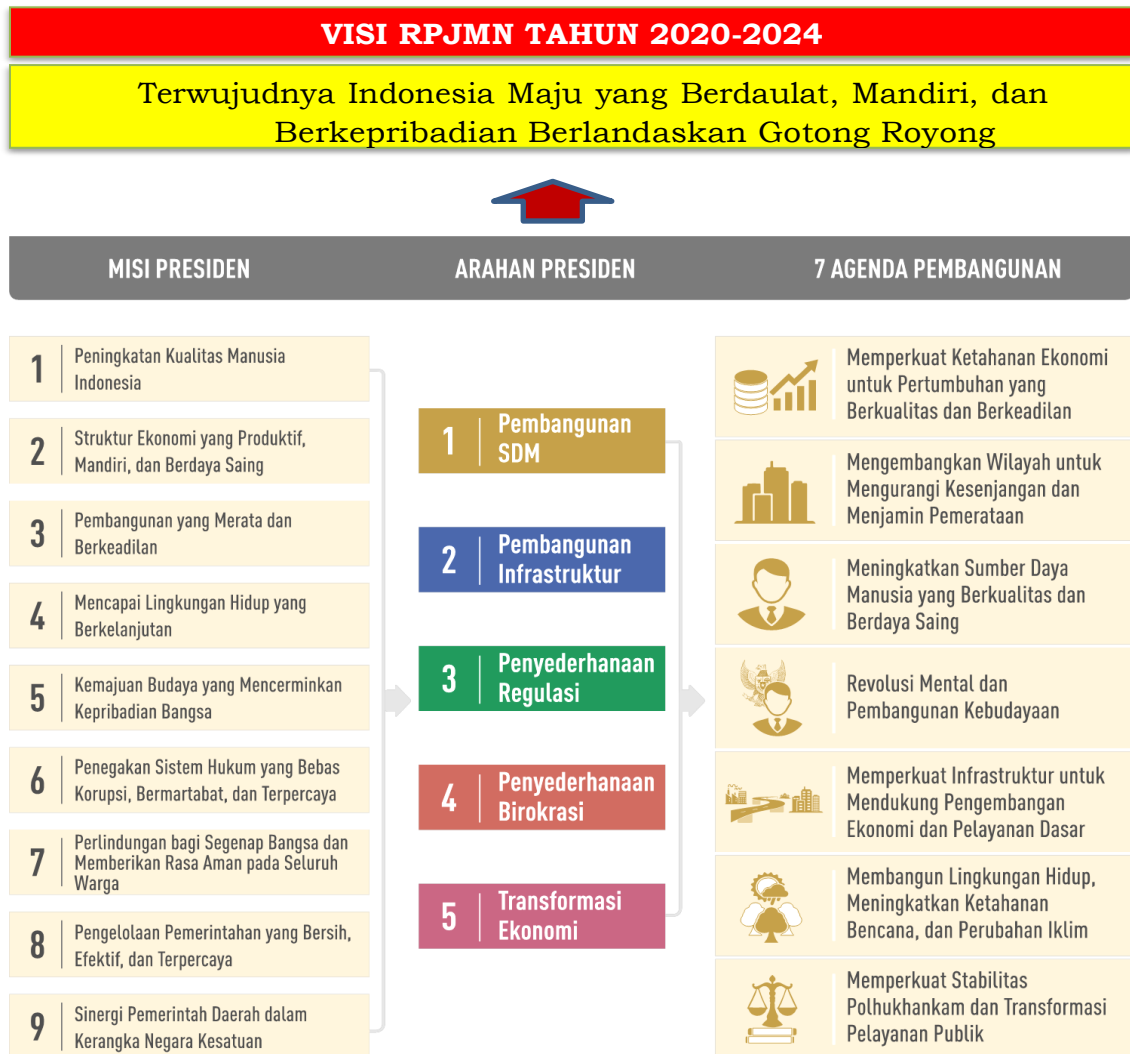 VISI RPJMN TAHUN 2020-2024
Terwujudnya Indonesia Maju yang Berdaulat, Mandiri, dan
Berkepribadian Berlandaskan Gotong Royong
MISI PRESIDEN
ARAHAN PRESIDEN
7 AGENDA PEMBANGUNAN
1
Peningkatan Kualitas Manusia
Indonesia
2
Struktur Ekonomi yang Produktif,
Mandiri, dan Berdaya Saing
3
Pembangunan yang Merata dan
Berkeadilan
4
Mencapai Lingkungan Hidup yang
Berkelanjutan
5
Kemajuan Budaya yang Mencerminkan
Kepribadian Bangsa
6
Penegakan Sistem Hukum yang Bebas
Korupsi, Bermartabat, dan Terpercaya
7
Perlindungan bagi Segenap Bangsa dan
Memberikan Rasa Aman pada Seluruh
Warga
8
Pengelolaan Pemerintahan yang Bersih,
Efektif, dan Terpercaya
9
Sinergi Pemerintah Daerah dalam
Kerangka Negara Kesatuan
1
Pembangunan
SDM
2
Pembangunan
Infrastruktur
3
Penyederhanaan
Regulasi
4
Penyederhanaan
Birokrasi
5
Transformasi
Ekonomi
Memperkuat Ketahanan Ekonomi
untuk Pertumbuhan yang
Berkualitas dan Berkeadilan
Mengembangkan Wilayah untuk
Mengurangi Kesenjangan dan
Menjamin Pemerataan
Meningkatkan Sumber Daya
Manusia yang Berkualitas dan
Berdaya Saing
Revolusi Mental dan
Pembangunan Kebudayaan
Memperkuat Infrastruktur untuk
Mendukung Pengembangan
Ekonomi dan Pelayanan Dasar
Membangun Lingkungan Hidup,
Meningkatkan Ketahanan
Bencana, dan Perubahan Iklim
Memperkuat Stabilitas
Polhukhankam dan Transformasi
Pelayanan Publik